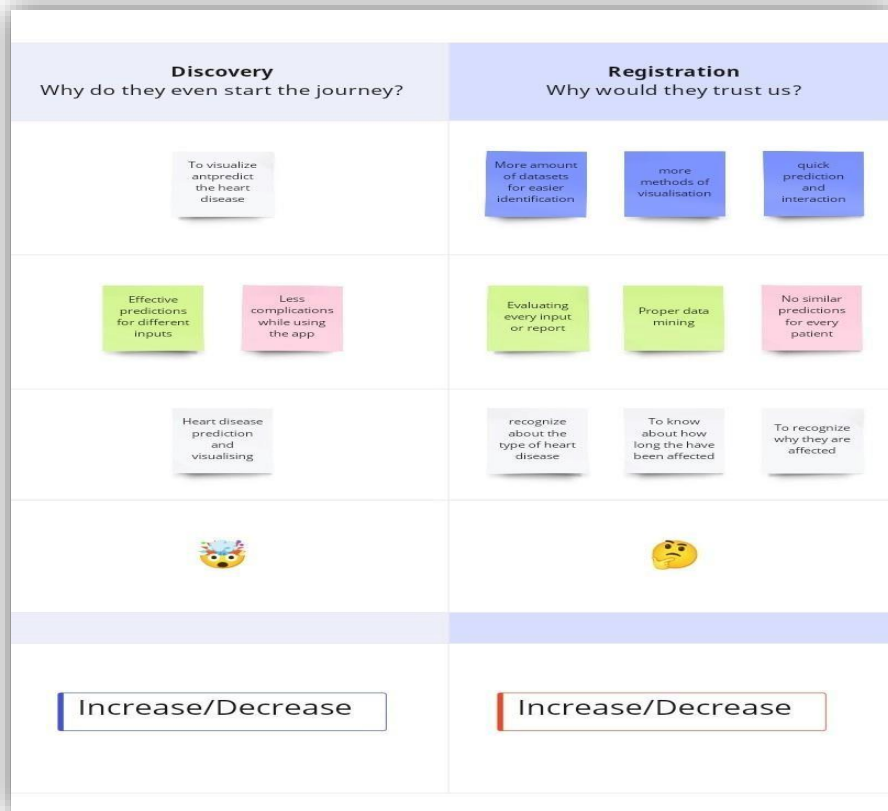 Discovery
Why do they even start the journey?
Registration
Why would they trust us?
To visualize
antpredict
the heart
disease
More amount
of datasets
for easier
identification
more
methods of
visualisation
quick
prediction
and
interaction
Effective
predictions
for different
inputs
Less
complications
while using
the app
Evaluating
every input
or report
Proper data
mining
No similar
predictions
for every
patient
Heart disease
prediction
and
visualising
recognize
about the
type of heart
disease
To know
about how
long the have
been affected
To recognize
why they are
affected
Increase/Decrease
Increase/Decrease